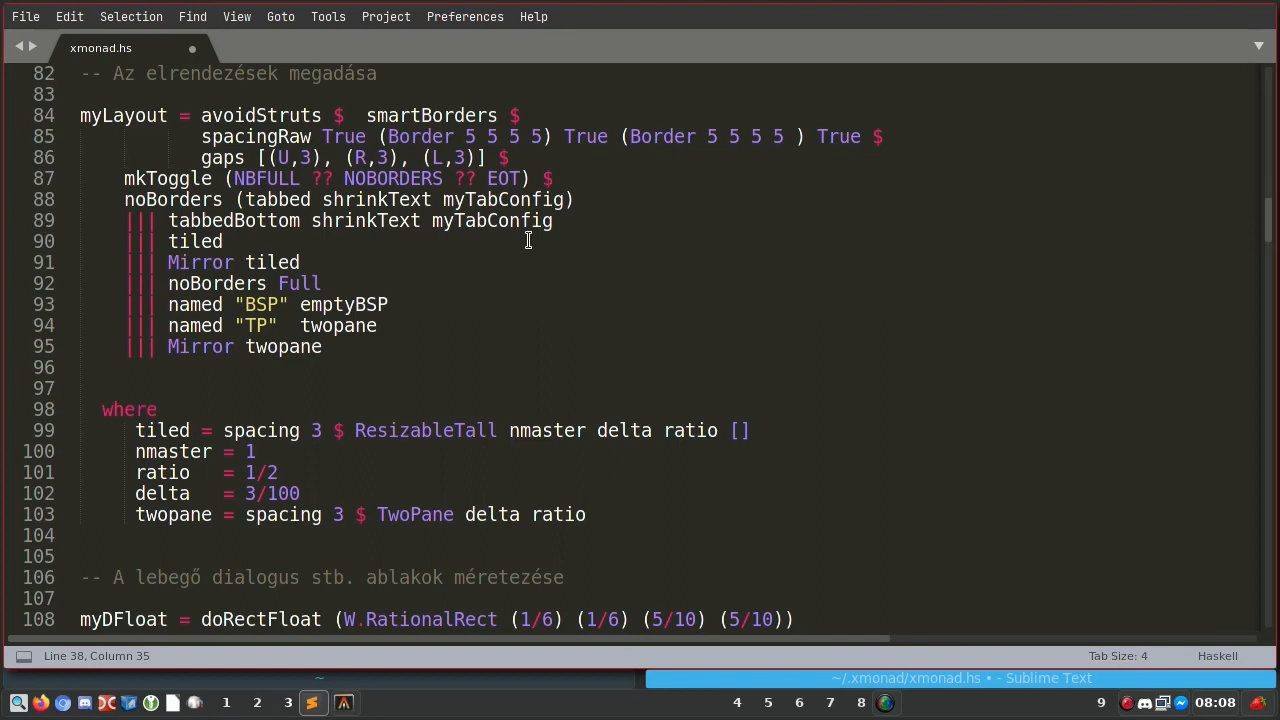 File Edit Selection Find View Goto Tools Project Preferences Help
xmonad.hs
82 -- Az elrendezések megadása
83
84 myLayout = avoidStruts $  smartBorders $
85 spacingRaw True (Border 5 5 5 5) True (Border 5 5 5 5 ) True $
86 gaps [(U,3), (R,3), (L,3)] $
87 mkToggle (NBFULL ?? NOBORDERS ?? EOT) $
88 noBorders (tabbed shrinkText myTabConfig)
89 ||| tabbedBottom shrinkText myTabConfig
90 ||| tiled
91 ||| Mirror tiled
92 ||| noBorders Full
93 ||| named "BSP" emptyBSP
94 ||| named "TP"  twopane
95 ||| Mirror twopane
96
97
98 where
99 tiled = spacing 3 $ ResizableTall nmaster delta ratio []
100 nmaster = 1
101 ratio   = 1/2
102 delta   = 3/100
103 twopane = spacing 3 $ TwoPane delta ratio
104
105
106 -- A lebegő dialogus stb. ablakok méretezése
107
108 myDFloat = doRectFloat (W.RationalRect (1/6) (1/6) (5/10) (5/10))
Line 38, Column 35 Tab Size: 4 Haskell
~ ~/.xmonad/xmonad.hs • - Sublime Text
1 2 3 4 5 6 7 8 9 08:08